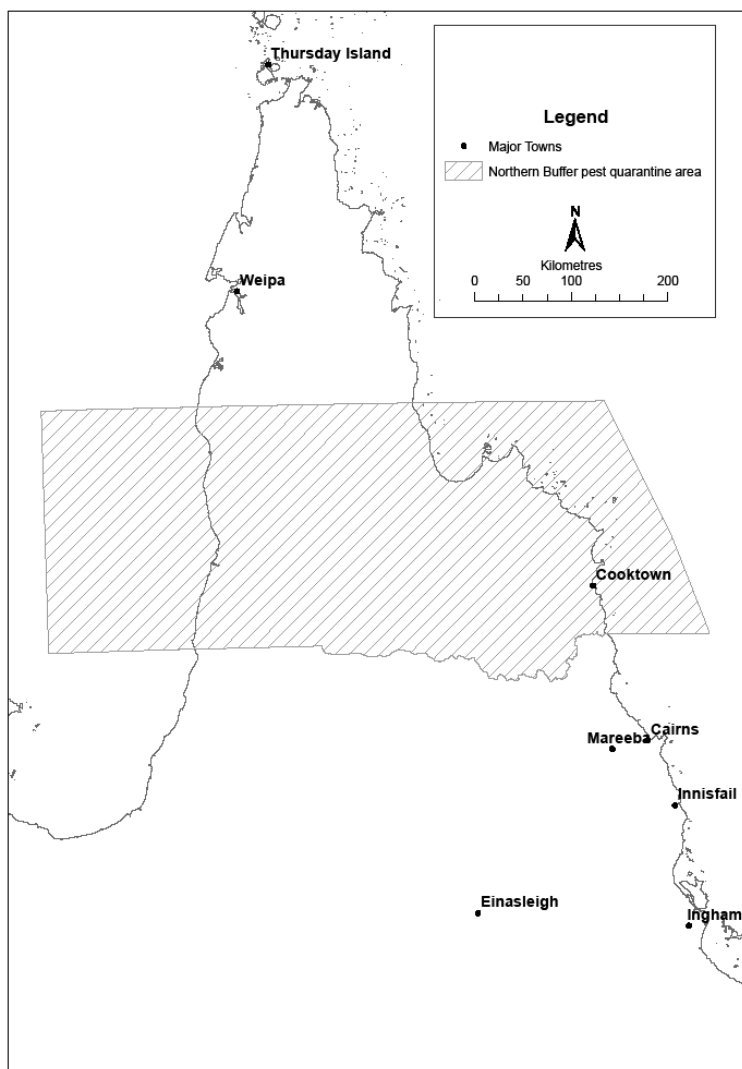 Thursday Island
Legend
Major Towns
Northern Buffer pest quarantine area
N
Kilometres
0 50 100 200
Weipa
Cooktown
Cairns
Mareeba
Innisfail
Einasleigh
Ingham